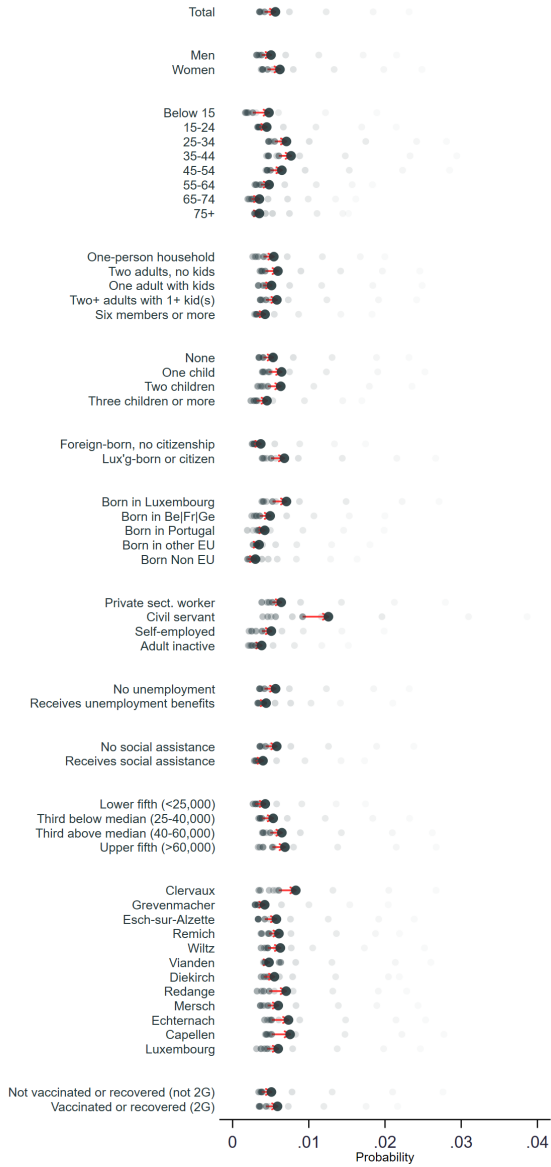 Total
Men
Women
Below 15
15-24
25-34
35-44
45-54
55-64
65-74
75+
One-person household
Two adults, no kids
One adult with kids
Two+ adults with 1+ kid(s)
Six members or more
None
One child
Two children
Three children or more
Foreign-born, no citizenship
Lux'g-born or citizen
Born in Luxembourg
Born in Be|Fr|Ge
Born in Portugal
Born in other EU
Born Non EU
Private sect. worker
Civil servant
Self-employed
Adult inactive
No unemployment
Receives unemployment benefits
No social assistance
Receives social assistance
Lower fifth (<25,000)
Third below median (25-40,000)
Third above median (40-60,000)
Upper fifth (>60,000)
Clervaux
Grevenmacher
Esch-sur-Alzette
Remich
Wiltz
Vianden
Diekirch
Redange
Mersch
Echternach
Capellen
Luxembourg
Not vaccinated or recovered (not 2G)
Vaccinated or recovered (2G)
0 .01 .02 .03 .04
Probability